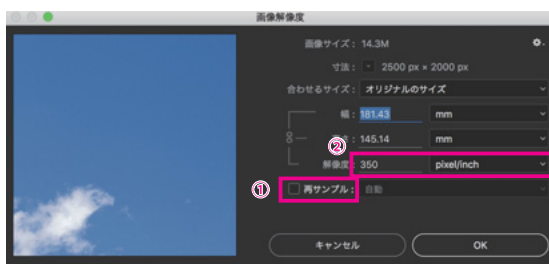 画像解像度
画像サイズ： 14.3M
寸法： 2500 px × 2000 px
合わせるサイズ： オリジナルのサイズ
幅： 181.43 mm
②
高さ： 145.14 mm
解像度： 350 pixel/inch
① 再サンプル： 自動
キャンセル OK